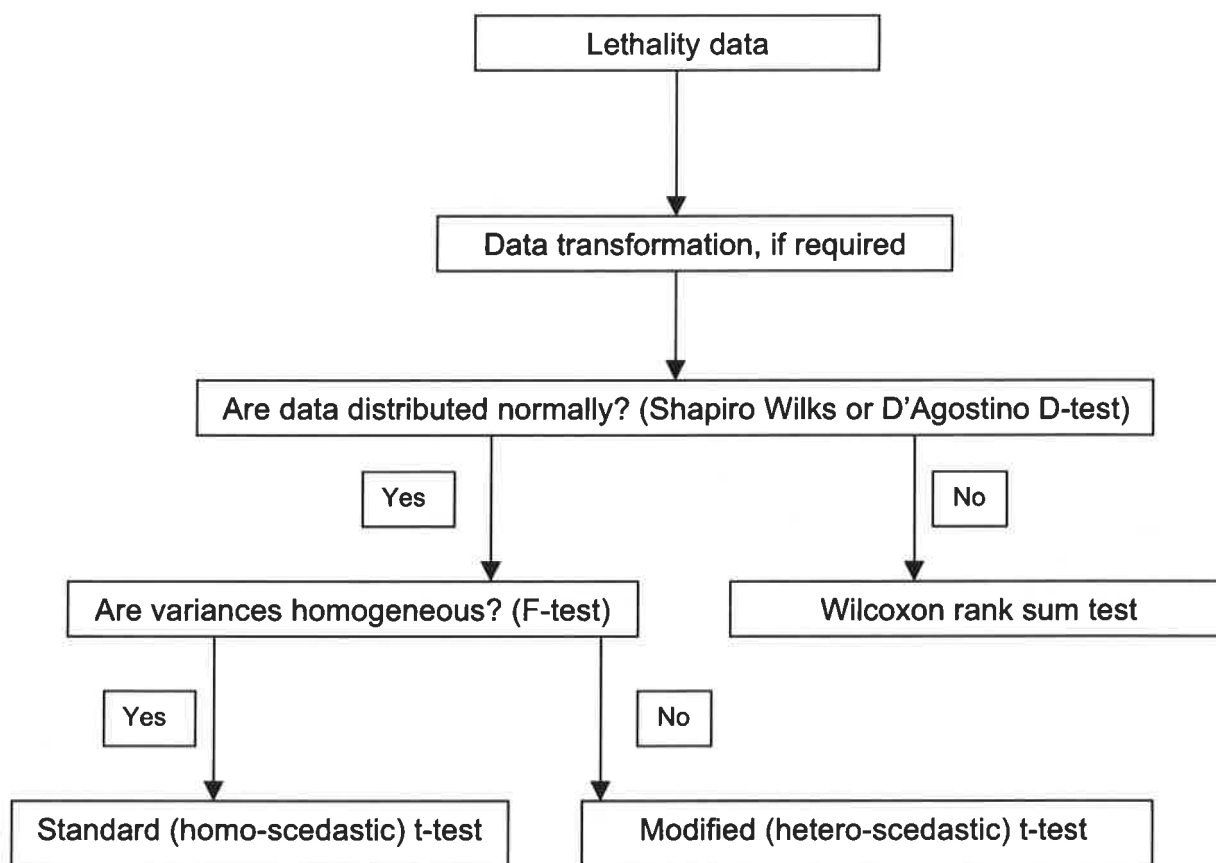 Lethality data
Data transformation, if required
Are data distributed normally? (Shapiro Wilks or D'Agostino D-test)
Yes
No
Are variances homogeneous? (F-test)
Wilcoxon rank sum test
Yes
No
Standard (homo-scedastic) t-test
Modified (hetero-scedastic) t-test